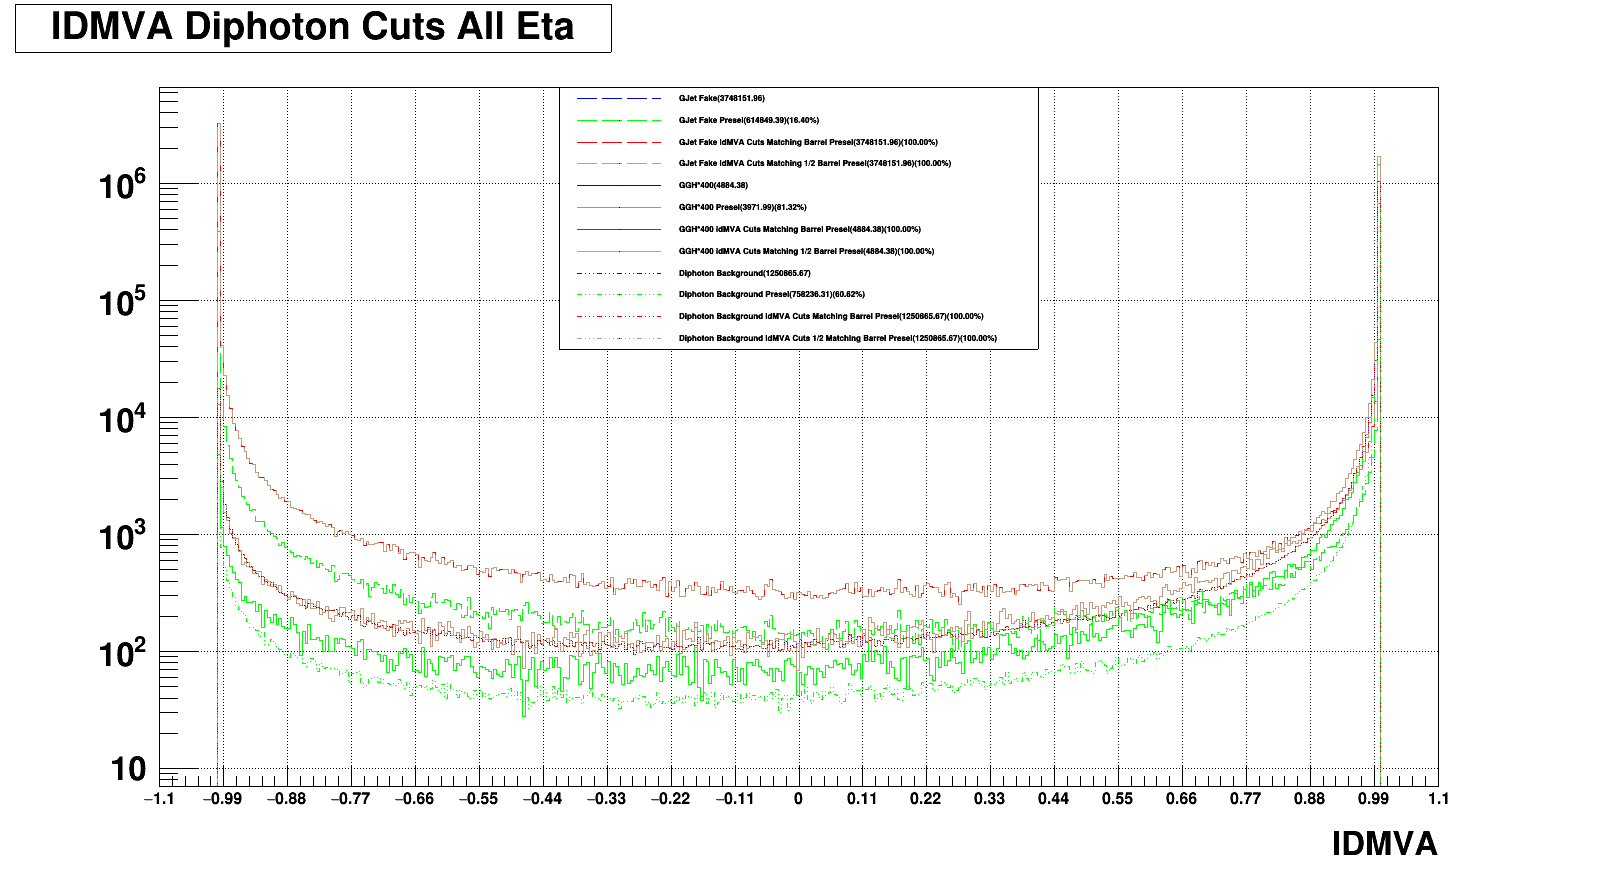 IDMVA Diphoton Cuts All Eta
GJet Fake(3748151.96)
GJet Fake Presel(614849.39)(16.40%)
GJet Fake idMVA Cuts Matching Barrel Presel(3748151.96)(100.00%)
GJet Fake idMVA Cuts Matching 1/2 Barrel Presel(3748151.96)(100.00%)
GGH*400(4884.38)
GGH*400 Presel(3971.99)(81.32%)
GGH*400 idMVA Cuts Matching Barrel Presel(4884.38)(100.00%)
GGH*400 idMVA Cuts Matching 1/2 Barrel Presel(4884.38)(100.00%)
Diphoton Background(1250865.67)
Diphoton Background Presel(758236.31)(60.62%)
Diphoton Background idMVA Cuts Matching Barrel Presel(1250865.67)(100.00%)
Diphoton Background idMVA Cuts 1/2 Matching Barrel Presel(1250865.67)(100.00%)
10⁶
10⁵
10⁴
10³
10²
10
−1.1 −0.99 −0.88 −0.77 −0.66 −0.55 −0.44 −0.33 −0.22 −0.11 0 0.11 0.22 0.33 0.44 0.55 0.66 0.77 0.88 0.99 1.1
IDMVA